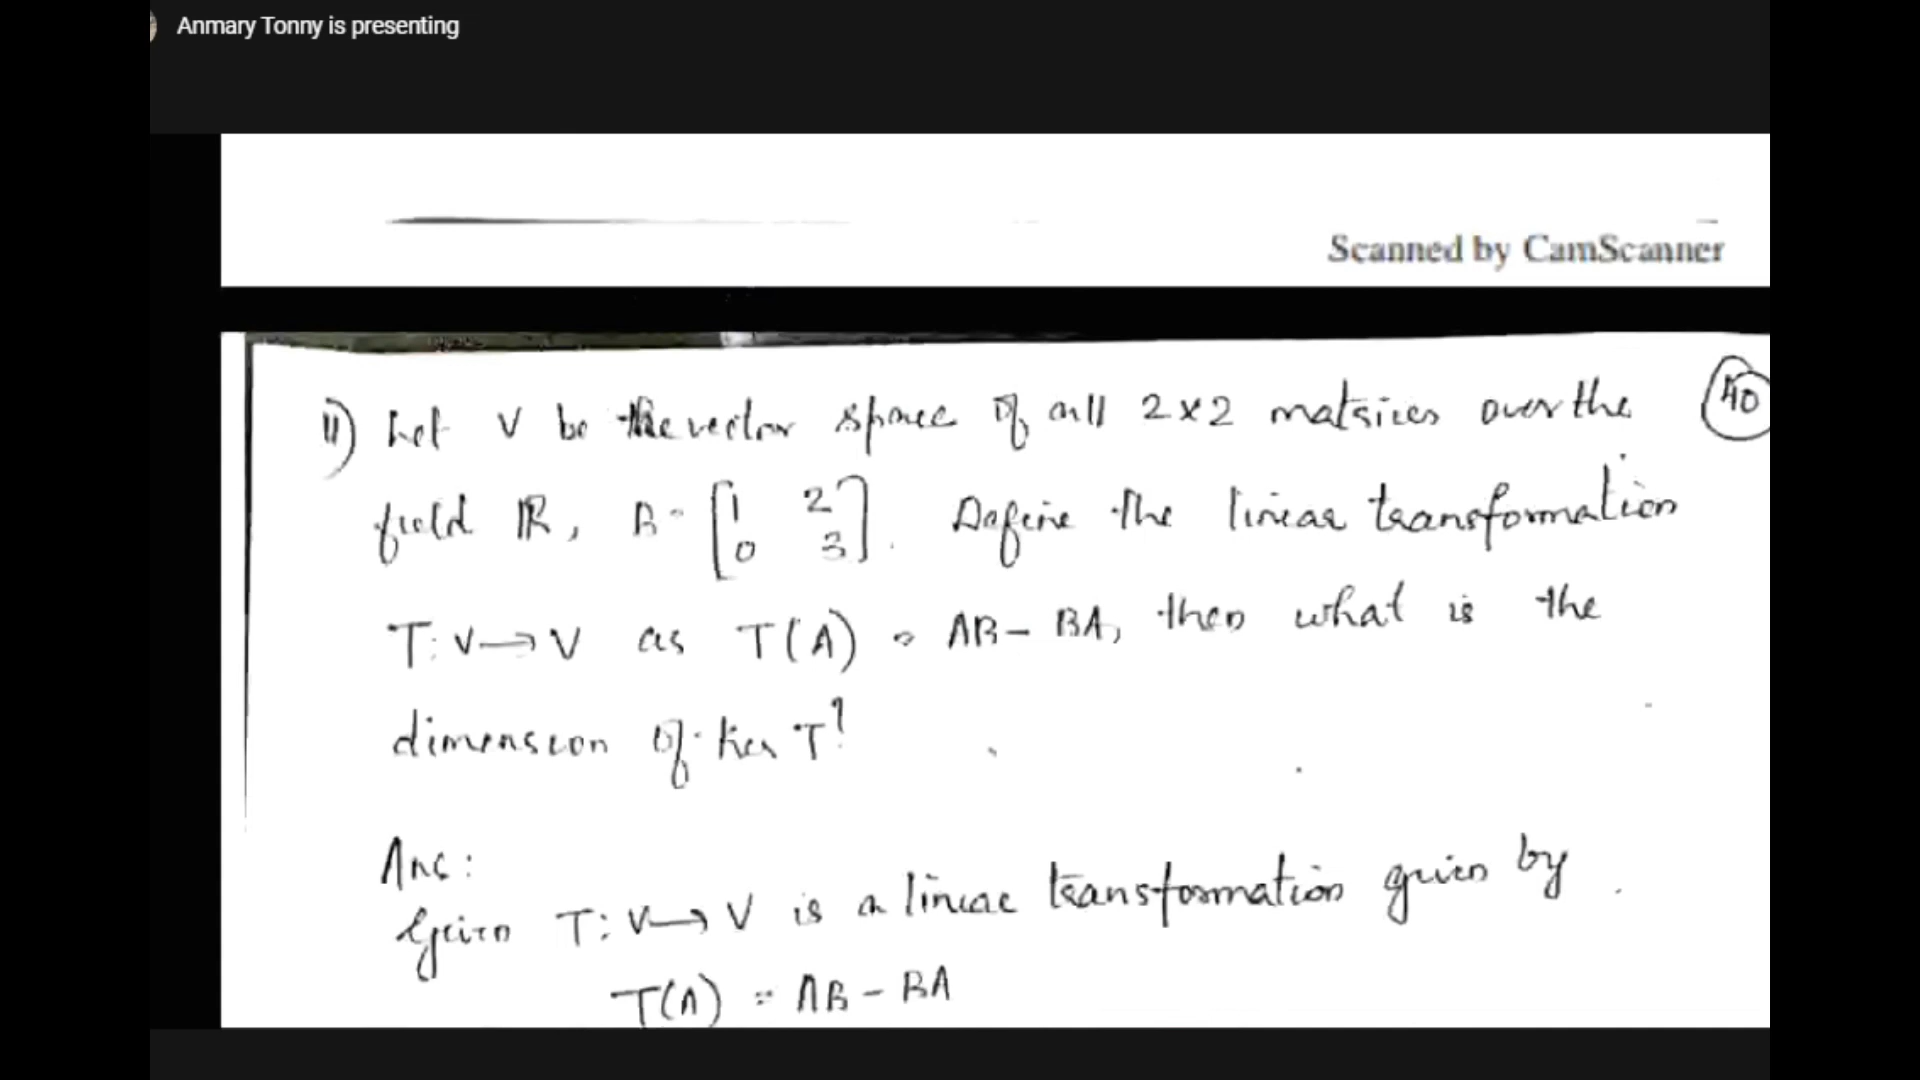 Anmary Tonny is presenting
Scanned by CamScanner
11) Let V be the vector space of all 2x2 matrices over the
40
field ℝ, B = [1 2
0 3]. Define the linear transformation
T: V→V as T(A) = AB - BA, then what is the
dimension of ker T?
Ans:
Given T: V→V is a linear transformation given by
T(A) = AB - BA